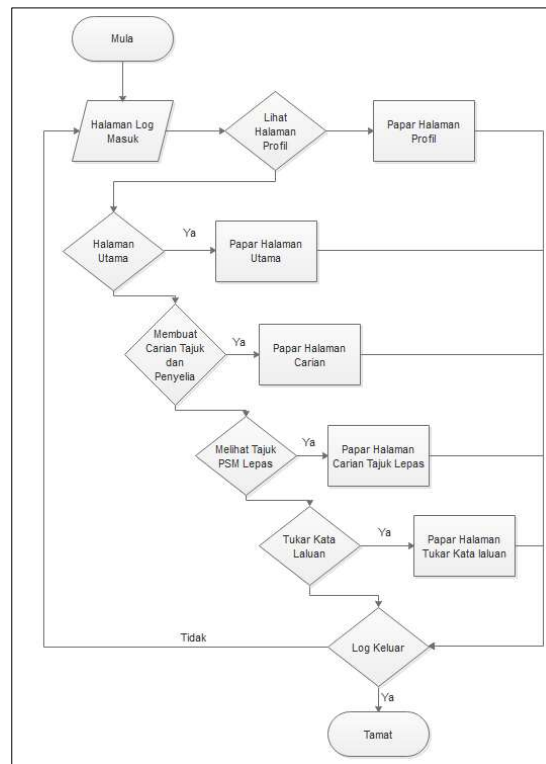 Mula
Halaman Log
Masuk
Lihat
Halaman
Profil
Papar Halaman
Profil
Halaman
Utama
Ya
Papar Halaman
Utama
Membuat
Carian Tajuk
dan
Penyelia
Ya
Papar Halaman
Carian
Melihat Tajuk
PSM Lepas
Ya
Papar Halaman
Carian Tajuk Lepas
Tukar Kata
Laluan
Ya
Papar Halaman
Tukar Kata laluan
Tidak
Log Keluar
Ya
Tamat